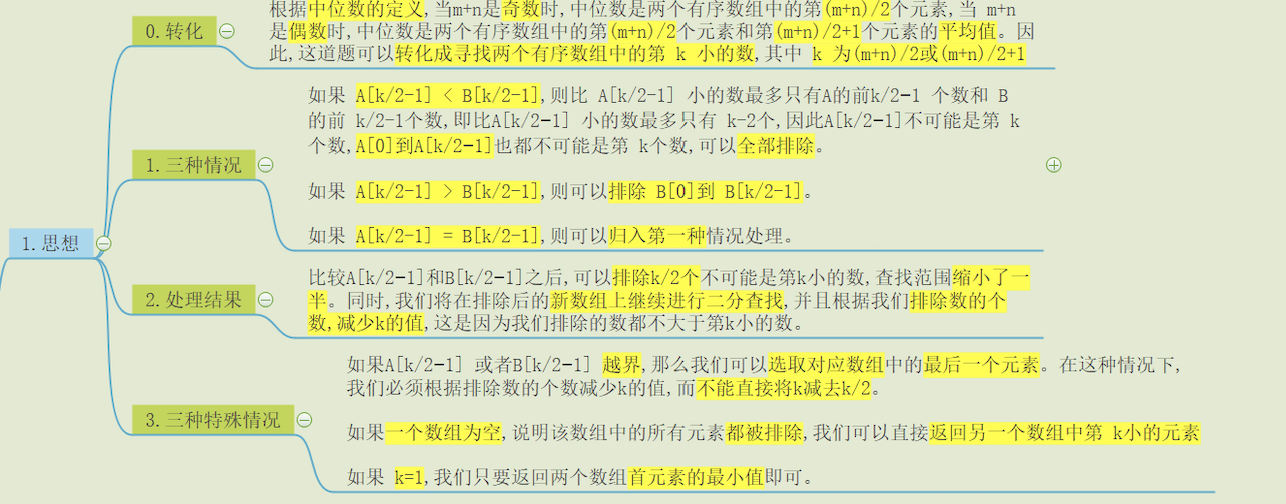 根据中位数的定义,当m+n是奇数时,中位数是两个有序数组中的第(m+n)/2个元素,当 m+n
0.转化
是偶数时,中位数是两个有序数组中的第(m+n)/2个元素和第(m+n)/2+1个元素的平均值。因
此,这道题可以转化成寻找两个有序数组中的第 k 小的数,其中 k 为(m+n)/2或(m+n)/2+1
如果 A[k/2-1] < B[k/2-1],则比 A[k/2-1] 小的数最多只有A的前k/2-1 个数和 B
的前 k/2-1个数,即比A[k/2-1] 小的数最多只有 k-2个,因此A[k/2-1]不可能是第 k
个数,A[0]到A[k/2-1]也都不可能是第 k个数,可以全部排除。
1.三种情况
如果 A[k/2-1] > B[k/2-1],则可以排除 B[0]到 B[k/2-1]。
如果 A[k/2-1] = B[k/2-1],则可以归入第一种情况处理。
1.思想
比较A[k/2-1]和B[k/2-1]之后,可以排除k/2个不可能是第k小的数,查找范围缩小了一
2.处理结果
半。同时,我们将在排除后的新数组上继续进行二分查找,并且根据我们排除数的个
数,减少k的值,这是因为我们排除的数都不大于第k小的数。
如果A[k/2-1] 或者B[k/2-1] 越界,那么我们可以选取对应数组中的最后一个元素。在这种情况下,
我们必须根据排除数的个数减少k的值,而不能直接将k减去k/2。
3.三种特殊情况
如果一个数组为空,说明该数组中的所有元素都被排除,我们可以直接返回另一个数组中第 k小的元素
如果 k=1,我们只要返回两个数组首元素的最小值即可。